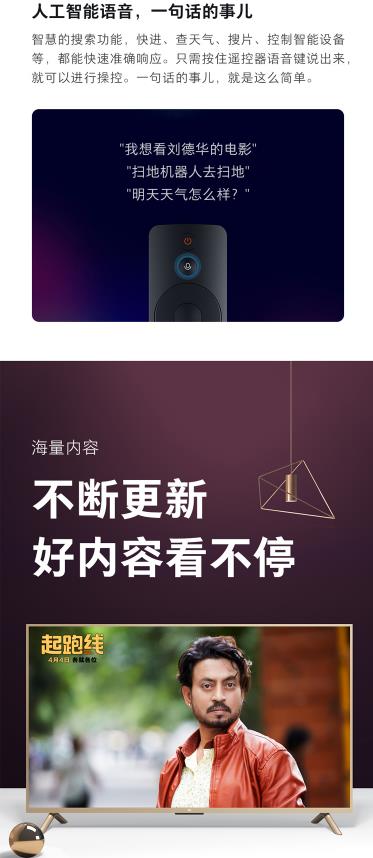 人工智能语音，一句话的事儿
智慧的搜索功能，快进、查天气、搜片、控制智能设备
等，都能快速准确响应。只需按住遥控器语音键说出来，
就可以进行操控。一句话的事儿，就是这么简单。
"我想看刘德华的电影"
"扫地机器人去扫地"
"明天天气怎么样？"
海量内容
不断更新
好内容看不停
起跑线
4月4日 各就各位